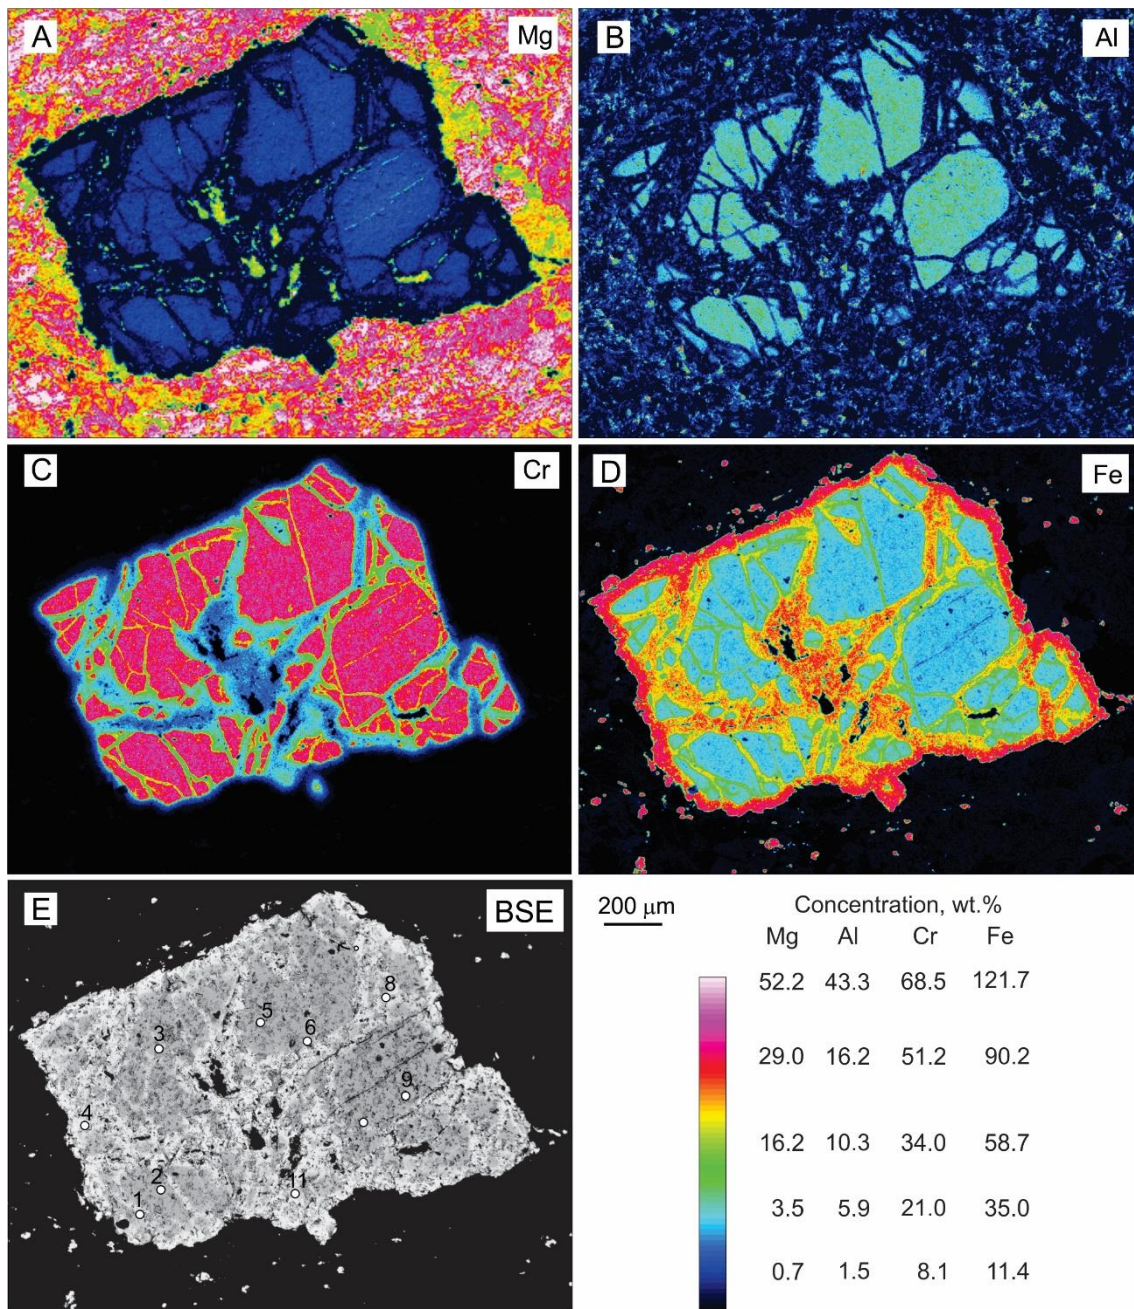 A Mg
B Al
C Cr
D Fe
E BSE
3
5
6
8
9
4
2
1
11
200 μm
Concentration, wt.%
Mg Al Cr Fe
52.2 43.3 68.5 121.7
29.0 16.2 51.2 90.2
16.2 10.3 34.0 58.7
3.5 5.9 21.0 35.0
0.7 1.5 8.1 11.4